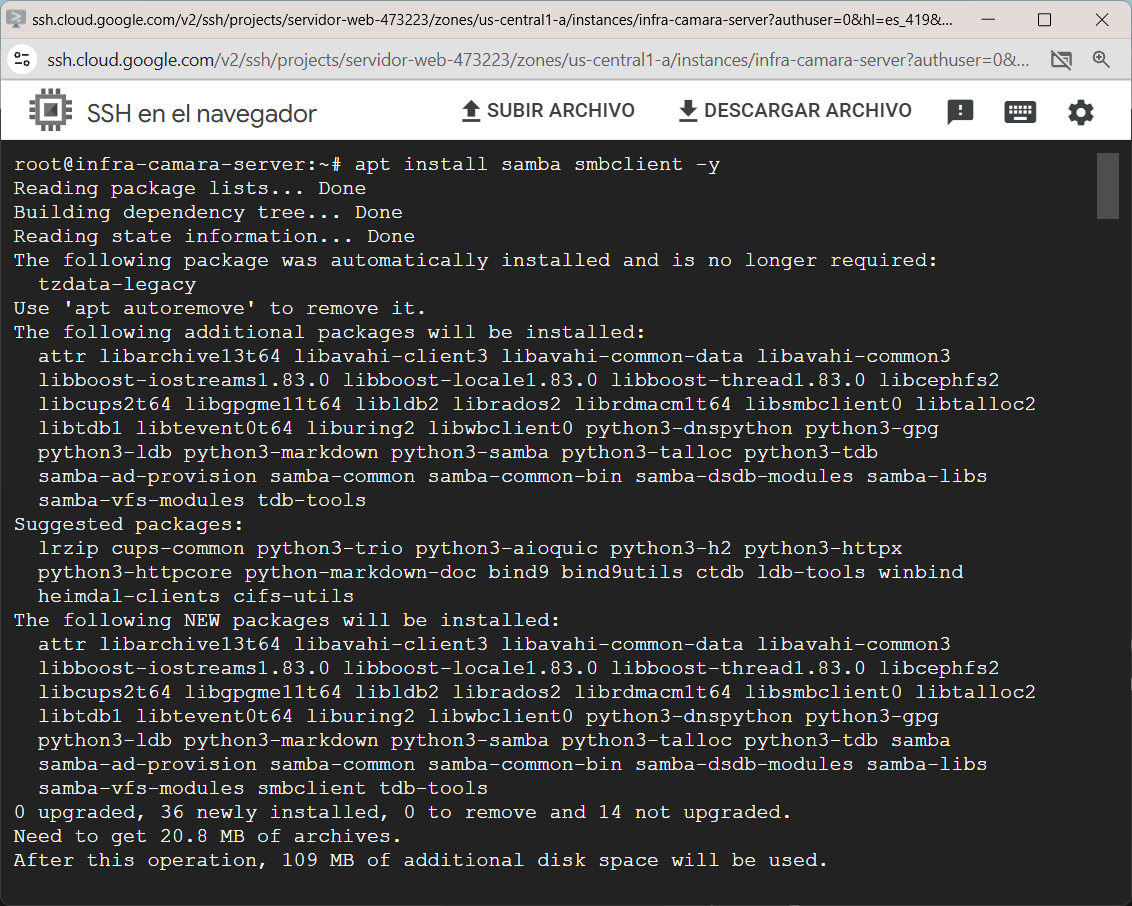 ssh.cloud.google.com/v2/ssh/projects/servidor-web-473223/zones/us-central1-a/instances/infra-camara-server?authuser=0&hl=es_419&...
ssh.cloud.google.com/v2/ssh/projects/servidor-web-473223/zones/us-central1-a/instances/infra-camara-server?authuser=0&...
SSH en el navegador
SUBIR ARCHIVO
DESCARGAR ARCHIVO
root@infra-camara-server:~# apt install samba smbclient -y
Reading package lists... Done
Building dependency tree... Done
Reading state information... Done
The following package was automatically installed and is no longer required:
  tzdata-legacy
Use 'apt autoremove' to remove it.
The following additional packages will be installed:
  attr libarchive13t64 libavahi-client3 libavahi-common-data libavahi-common3
  libboost-iostreams1.83.0 libboost-locale1.83.0 libboost-thread1.83.0 libcephfs2
  libcups2t64 libgpgme11t64 libldb2 librados2 librdmacm1t64 libsmbclient0 libtalloc2
  libtdb1 libtevent0t64 liburing2 libwbclient0 python3-dnspython python3-gpg
  python3-ldb python3-markdown python3-samba python3-talloc python3-tdb
  samba-ad-provision samba-common samba-common-bin samba-dsdb-modules samba-libs
  samba-vfs-modules tdb-tools
Suggested packages:
  lrzip cups-common python3-trio python3-aioquic python3-h2 python3-httpx
  python3-httpcore python-markdown-doc bind9 bind9utils ctdb ldb-tools winbind
  heimdal-clients cifs-utils
The following NEW packages will be installed:
  attr libarchive13t64 libavahi-client3 libavahi-common-data libavahi-common3
  libboost-iostreams1.83.0 libboost-locale1.83.0 libboost-thread1.83.0 libcephfs2
  libcups2t64 libgpgme11t64 libldb2 librados2 librdmacm1t64 libsmbclient0 libtalloc2
  libtdb1 libtevent0t64 liburing2 libwbclient0 python3-dnspython python3-gpg
  python3-ldb python3-markdown python3-samba python3-talloc python3-tdb samba
  samba-ad-provision samba-common samba-common-bin samba-dsdb-modules samba-libs
  samba-vfs-modules smbclient tdb-tools
0 upgraded, 36 newly installed, 0 to remove and 14 not upgraded.
Need to get 20.8 MB of archives.
After this operation, 109 MB of additional disk space will be used.